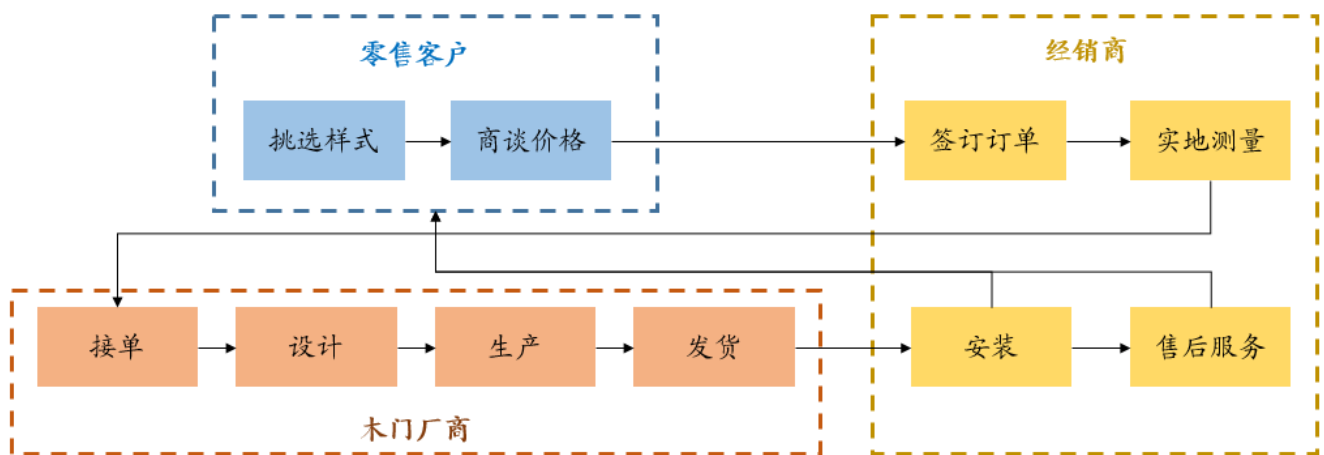 零售客户
经销商
挑选样式
商谈价格
签订订单
实地测量
接单
设计
生产
发货
安装
售后服务
木门厂商